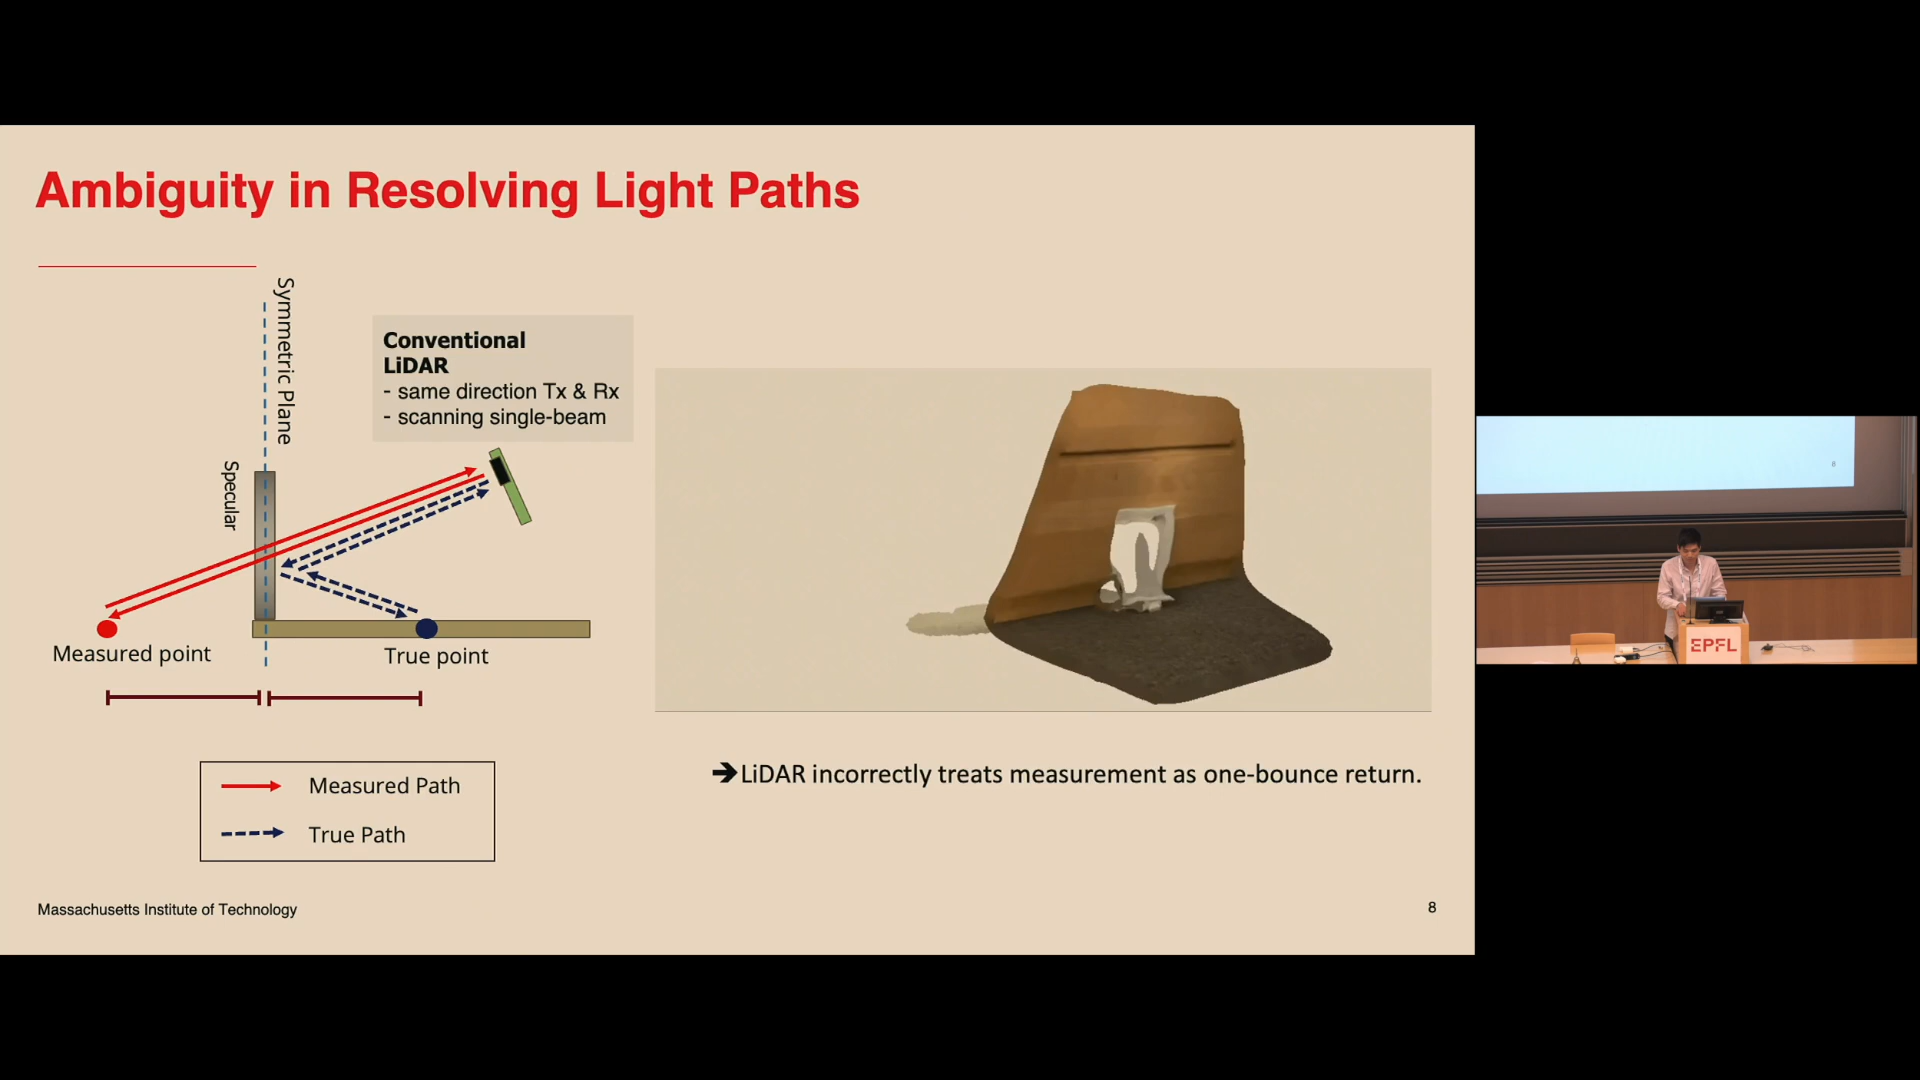 Ambiguity in Resolving Light Paths
Symmetric Plane
Specular
Conventional
LiDAR
- same direction Tx & Rx
- scanning single-beam
Measured point
True point
Measured Path
True Path
➔LiDAR incorrectly treats measurement as one-bounce return.
Massachusetts Institute of Technology
8
8
EPFL